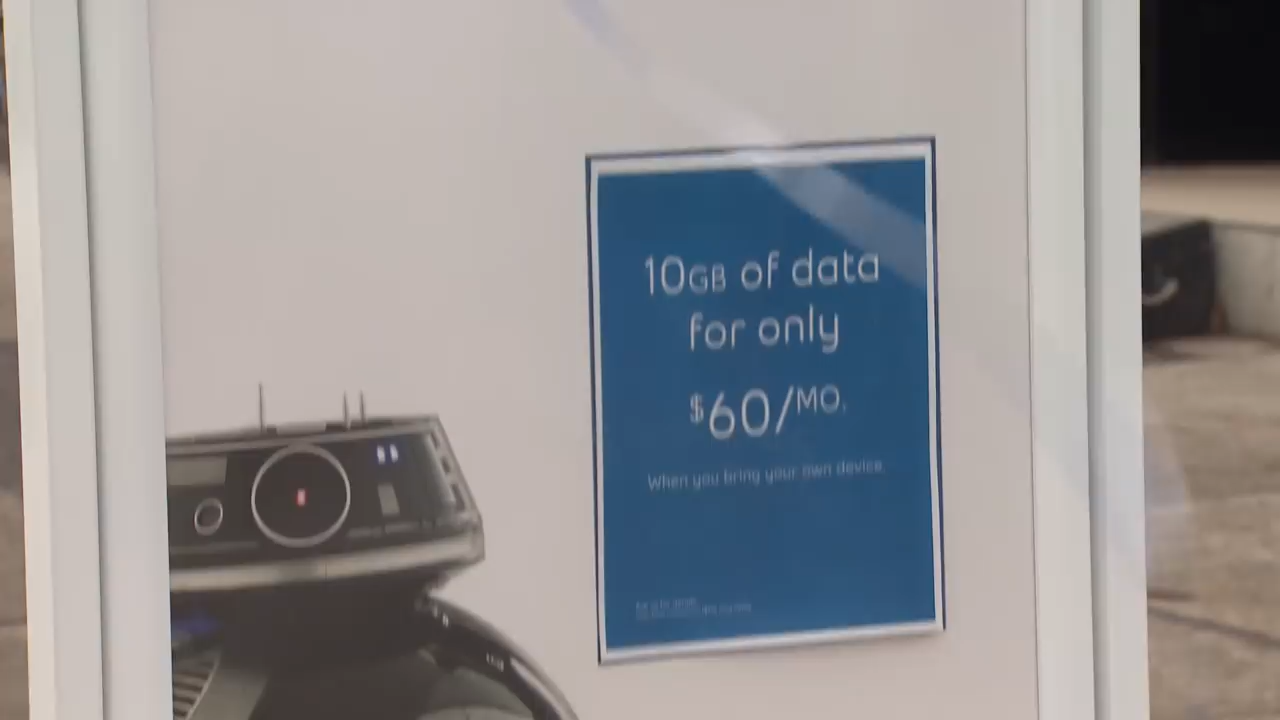 10GB of data
for only
$60/MO.
When you bring your own device.